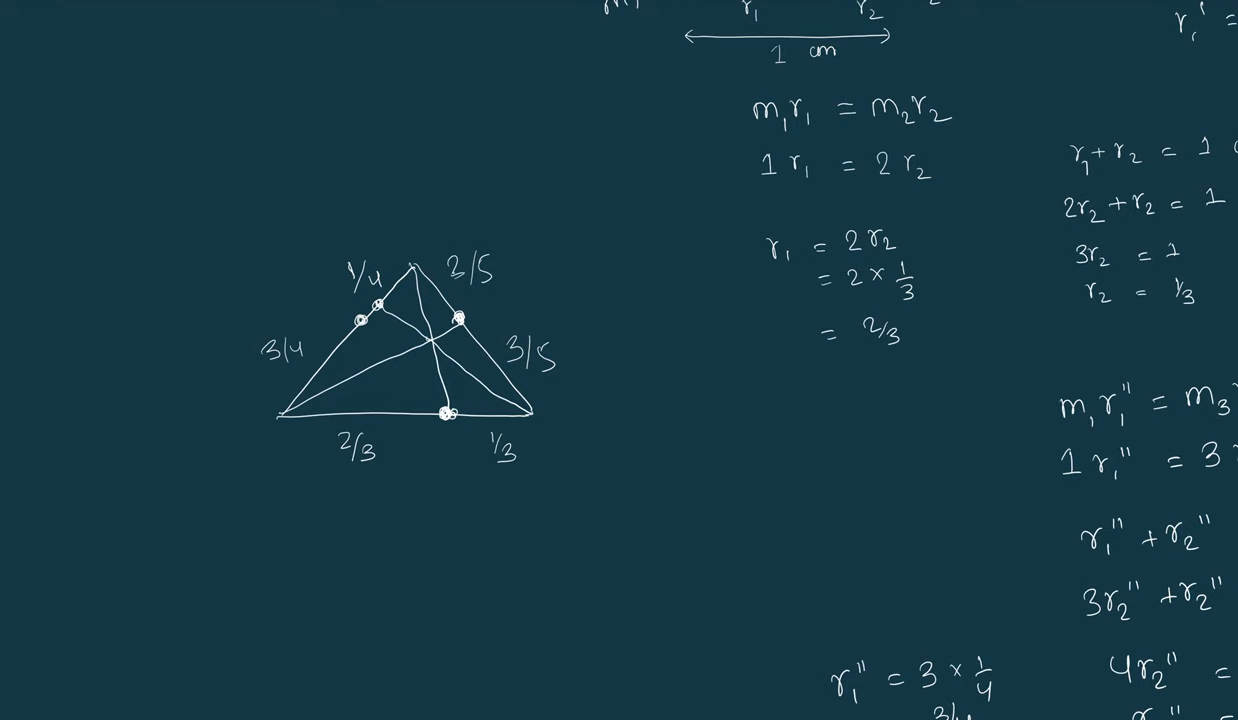 1 cm
m₁r₁ = m₂r₂
1 r₁ = 2 r₂
r₁ = 2r₂
= 2 × 1/3
= 2/3
r₁ + r₂ = 1
2r₂ + r₂ = 1
3r₂ = 1
r₂ = 1/3
1/4
2/5
3/4
3/5
2/3
1/3
m₁r₁" = m₃
1 r₁" = 3
r₁" + r₂"
3r₂" + r₂"
4r₂" =
r₁" = 3 × 1/4